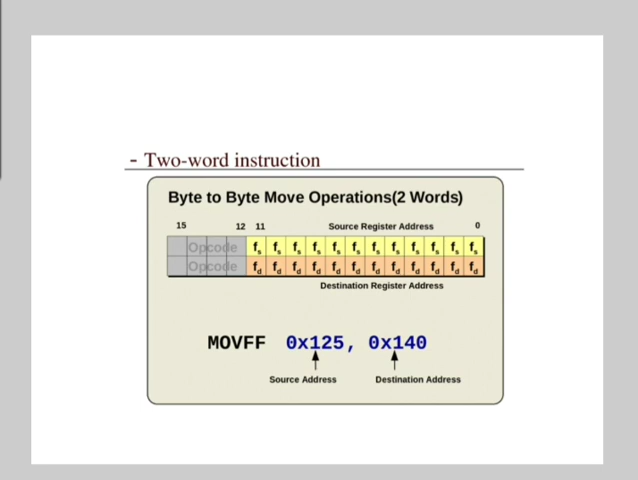 - Two-word instruction
Byte to Byte Move Operations(2 Words)
15 12 11 Source Register Address 0
Opcode fs fs fs fs fs fs fs fs fs fs fs fs
Opcode fd fd fd fd fd fd fd fd fd fd fd fd
Destination Register Address
MOVFF 0x125, 0x140
Source Address Destination Address